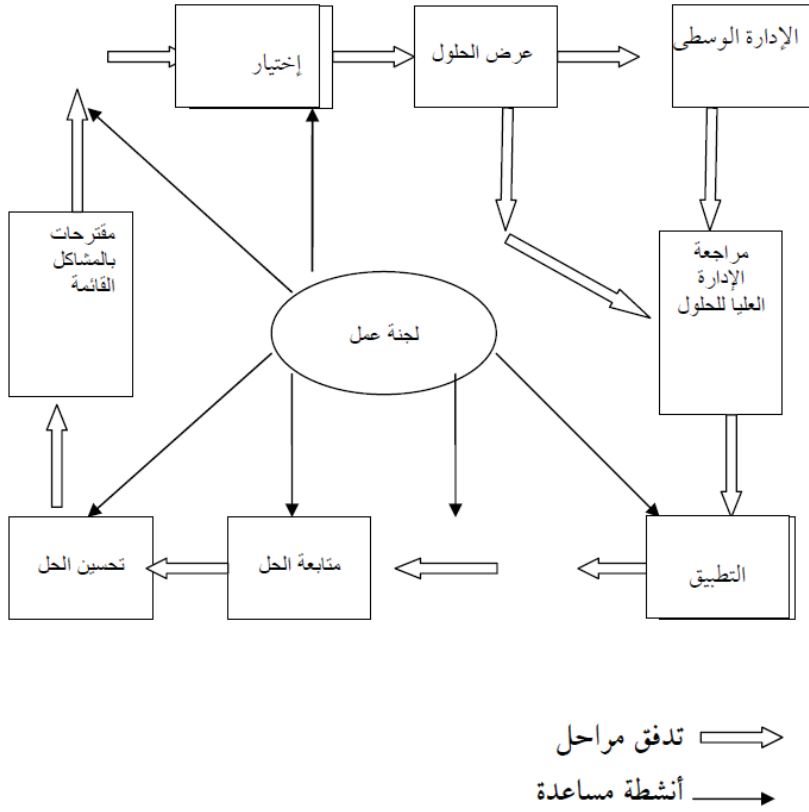 الإدارة الوسطى
عرض الحلول
إختيار
مقترحات
بالمشاكل
القائمة
مراجعة
الإدارة
العليا للحلول
لجنة عمل
التطبيق
متابعة الحل
تحسين الحل
تدفق مراحل
أنشطة مساعدة